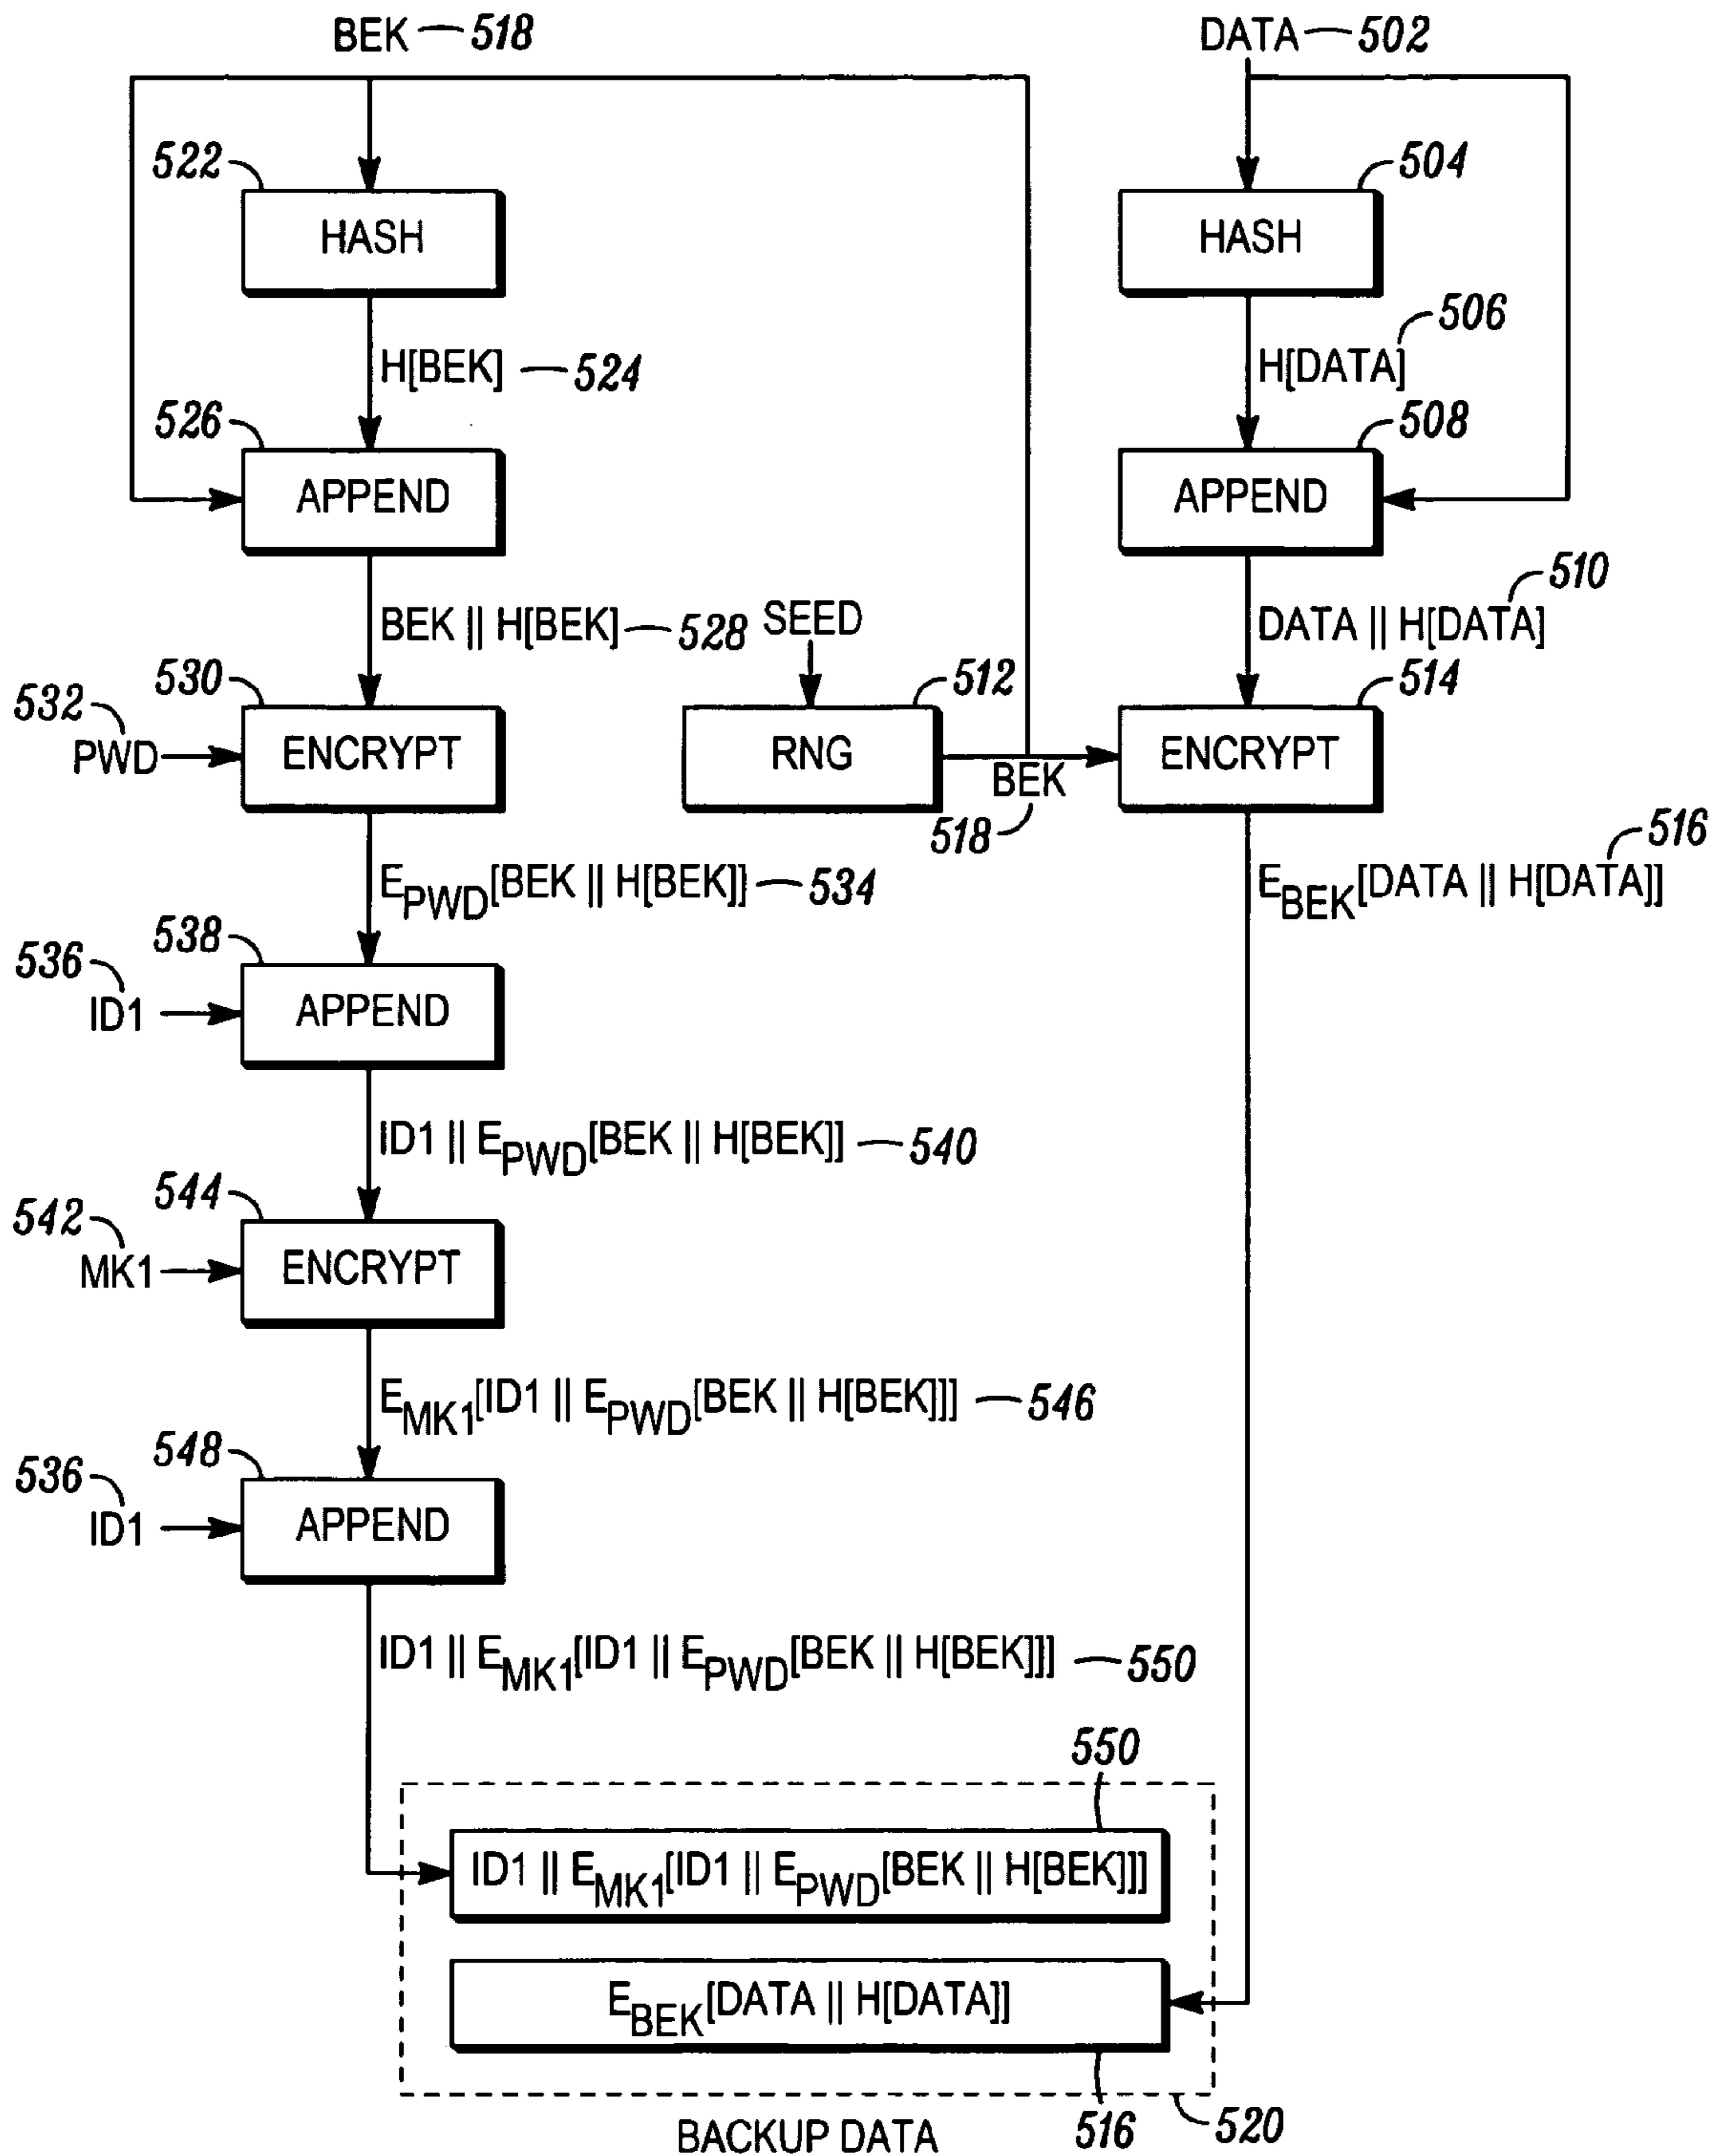 BEK 518
DATA 502
522
504
HASH
HASH
506
H[BEK] 524
H[DATA]
526
508
APPEND
APPEND
510
BEK || H[BEK] 528
SEED
DATA || H[DATA]
532
530
512
514
PWD
ENCRYPT
RNG
BEK
518
ENCRYPT
516
EPWD[BEK || H[BEK]] 534
EBEK[DATA || H[DATA]]
538
536
ID1
APPEND
ID1 || EPWD[BEK || H[BEK]] 540
544
542
MK1
ENCRYPT
EMK1[ID1 || EPWD[BEK || H[BEK]]] 546
548
536
ID1
APPEND
ID1 || EMK1[ID1 || EPWD[BEK || H[BEK]]] 550
550
ID1 || EMK1[ID1 || EPWD[BEK || H[BEK]]]
EBEK[DATA || H[DATA]]
516
520
BACKUP DATA